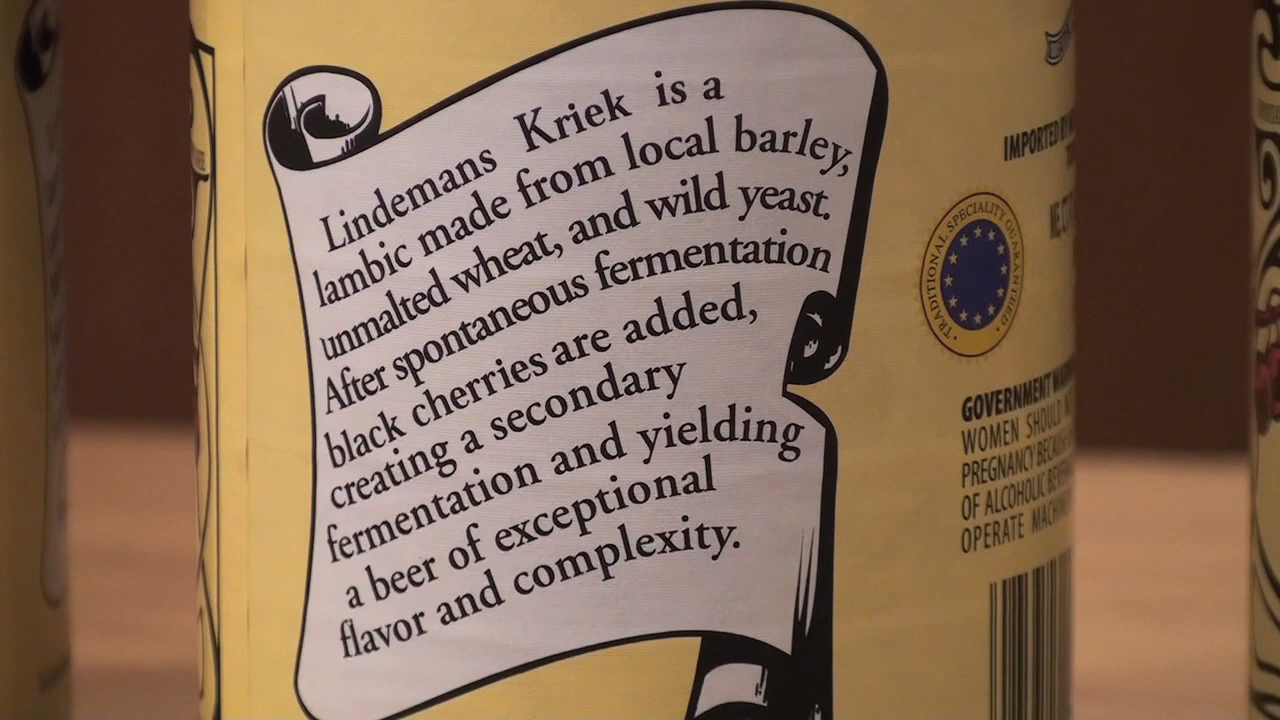 Lindemans Kriek is a
lambic made from local barley,
unmalted wheat, and wild yeast.
After spontaneous fermentation
black cherries are added,
creating a secondary
fermentation and yielding
a beer of exceptional
flavor and complexity.
IMPORTED
TRADITIONAL SPECIALITY GUARANTEED
GOVERNMENT
WOMEN SHOULD
PREGNANCY
OF ALCOHOLIC
OPERATE